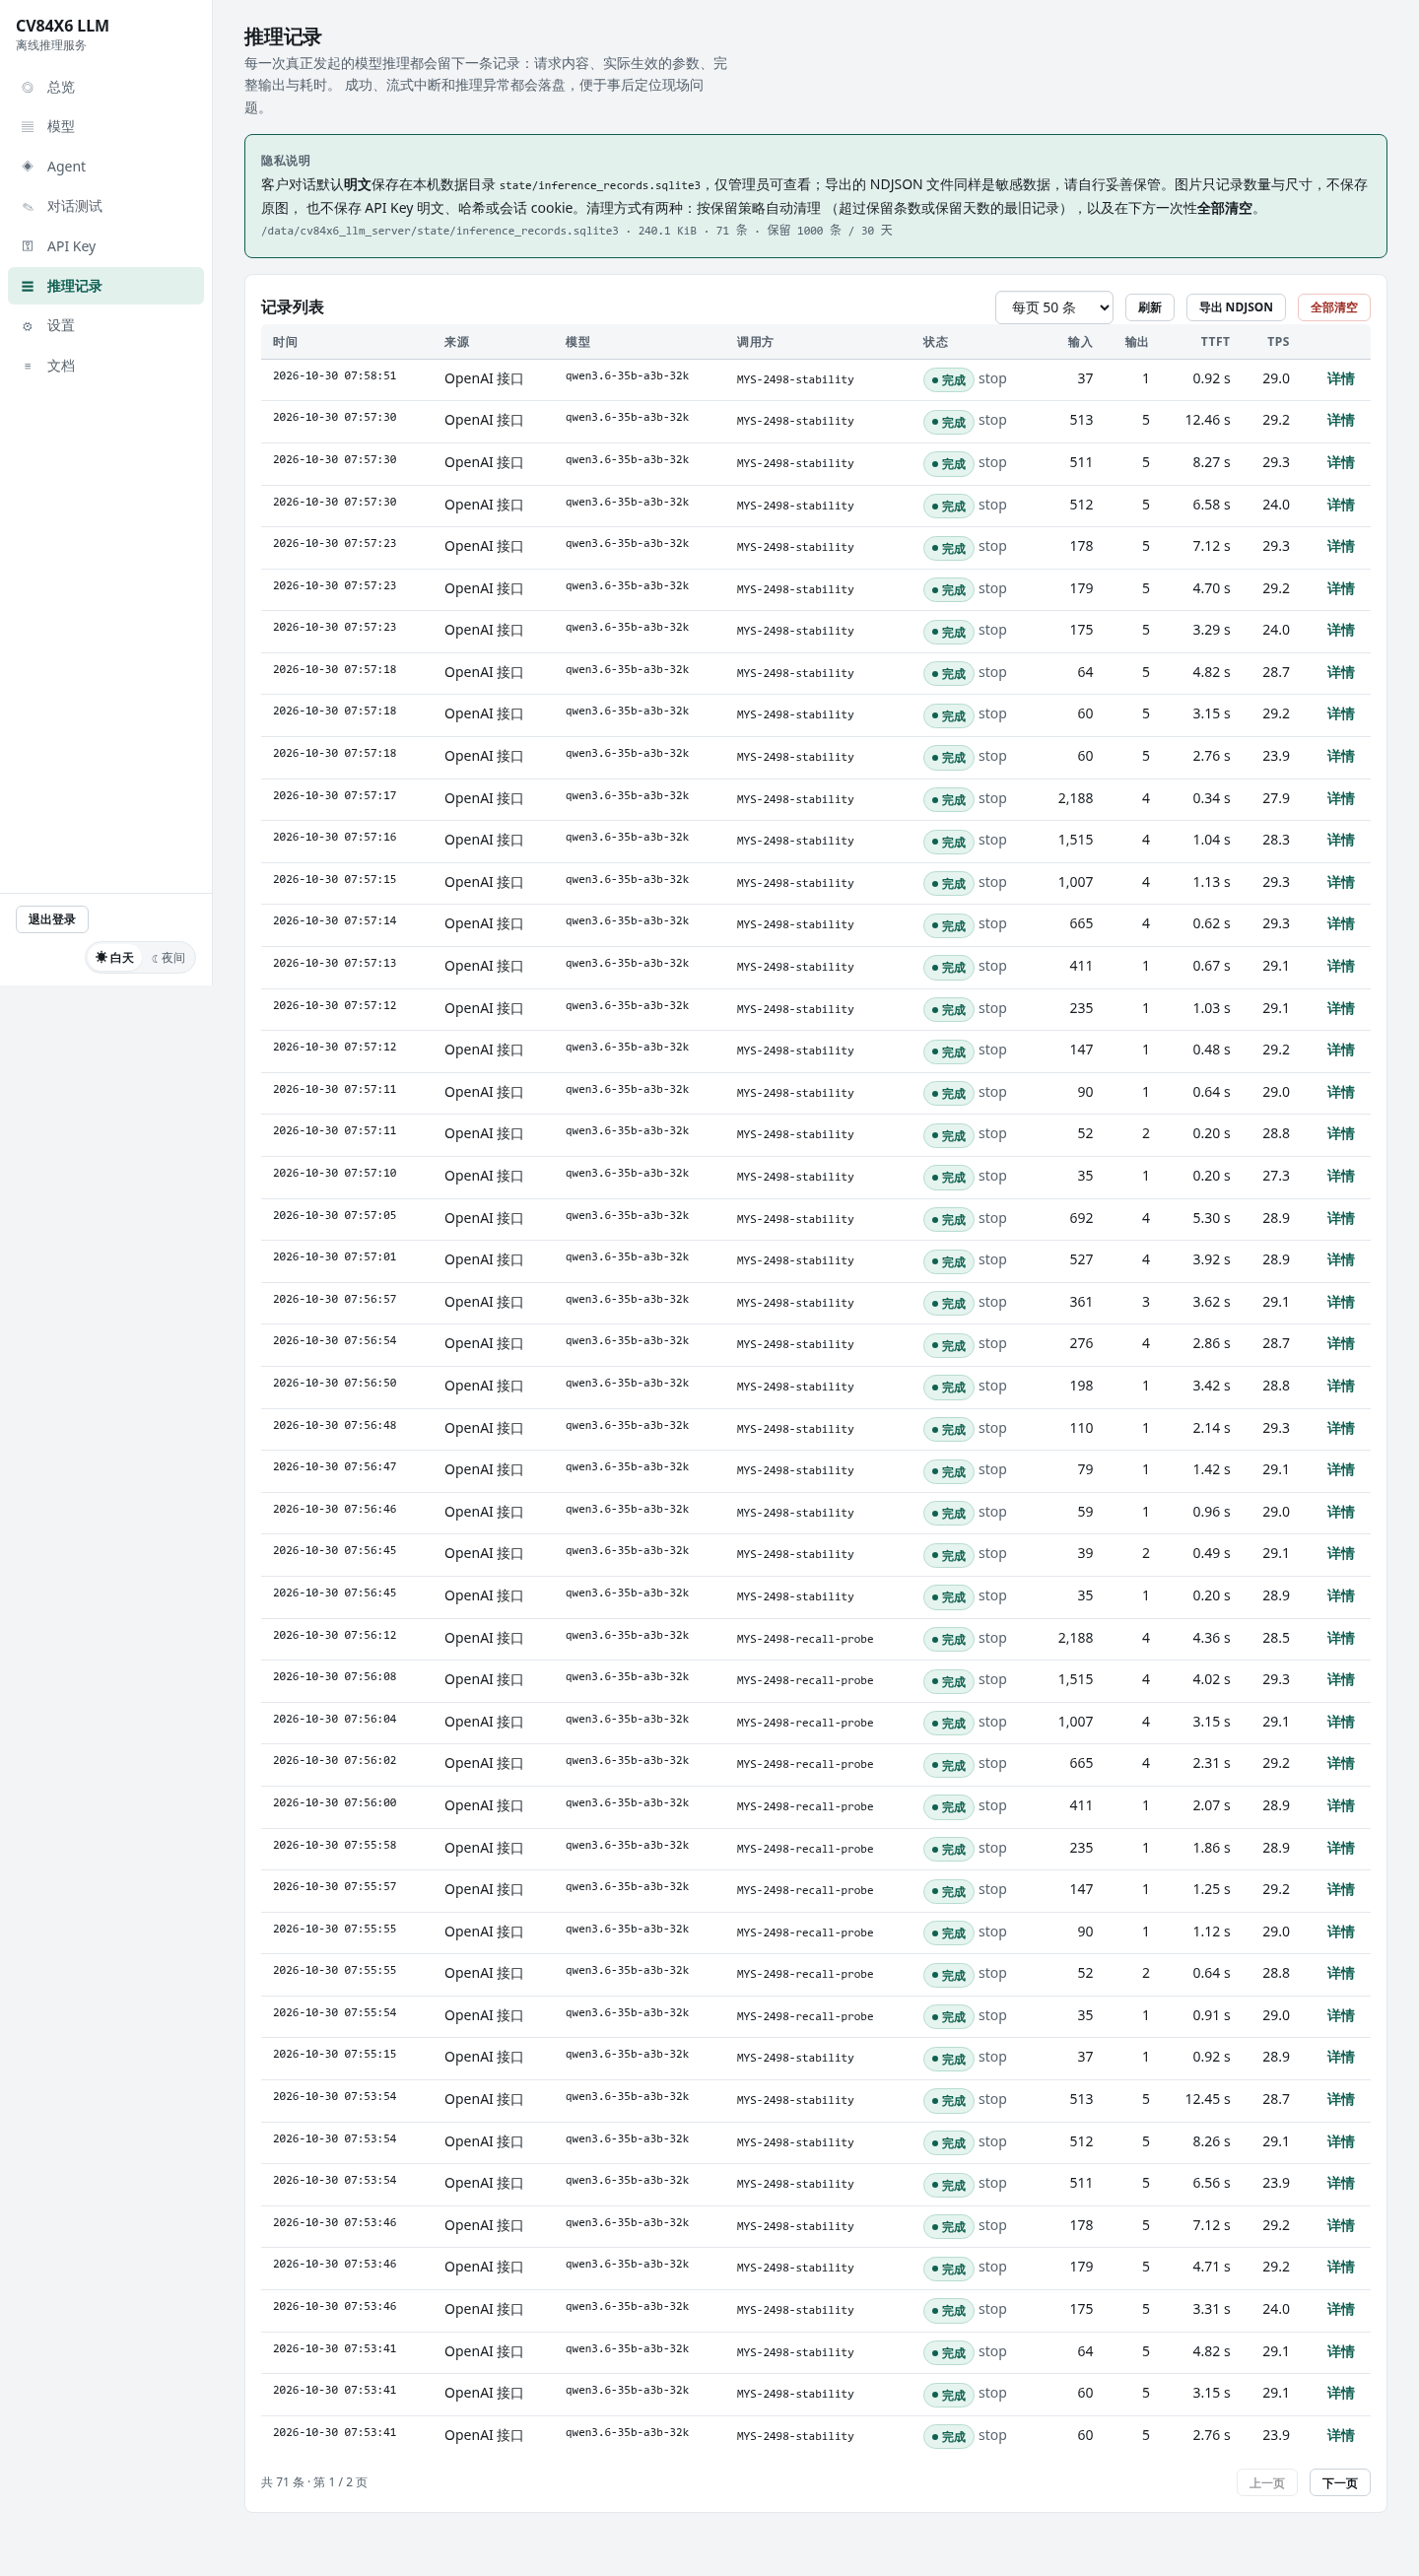 CV84X6 LLM
离线推理服务
◎ 总览
▤ 模型
◈ Agent
✎ 对话测试
⚿ API Key
☰ 推理记录
⚙ 设置
≡ 文档
退出登录
☀ 白天 ☾ 夜间
推理记录
每一次真正发起的模型推理都会留下一条记录：请求内容、实际生效的参数、完
整输出与耗时。 成功、流式中断和推理异常都会落盘，便于事后定位现场问
题。
隐私说明
客户对话默认明文保存在本机数据目录 state/inference_records.sqlite3，仅管理员可查看；导出的 NDJSON 文件同样是敏感数据，请自行妥善保管。图片只记录数量与尺寸，不保存
原图， 也不保存 API Key 明文、哈希或会话 cookie。清理方式有两种：按保留策略自动清理 （超过保留条数或保留天数的最旧记录），以及在下方一次性全部清空。
/data/cv84x6_llm_server/state/inference_records.sqlite3 · 240.1 KiB · 71 条 · 保留 1000 条 / 30 天
记录列表 每页 50 条 刷新 导出 NDJSON 全部清空
时间 来源 模型 调用方 状态 输入 输出 TTFT TPS
2026-10-30 07:58:51 OpenAI 接口 qwen3.6-35b-a3b-32k MYS-2498-stability 完成 stop 37 1 0.92 s 29.0 详情
2026-10-30 07:57:30 OpenAI 接口 qwen3.6-35b-a3b-32k MYS-2498-stability 完成 stop 513 5 12.46 s 29.2 详情
2026-10-30 07:57:30 OpenAI 接口 qwen3.6-35b-a3b-32k MYS-2498-stability 完成 stop 511 5 8.27 s 29.3 详情
2026-10-30 07:57:30 OpenAI 接口 qwen3.6-35b-a3b-32k MYS-2498-stability 完成 stop 512 5 6.58 s 24.0 详情
2026-10-30 07:57:23 OpenAI 接口 qwen3.6-35b-a3b-32k MYS-2498-stability 完成 stop 178 5 7.12 s 29.3 详情
2026-10-30 07:57:23 OpenAI 接口 qwen3.6-35b-a3b-32k MYS-2498-stability 完成 stop 179 5 4.70 s 29.2 详情
2026-10-30 07:57:23 OpenAI 接口 qwen3.6-35b-a3b-32k MYS-2498-stability 完成 stop 175 5 3.29 s 24.0 详情
2026-10-30 07:57:18 OpenAI 接口 qwen3.6-35b-a3b-32k MYS-2498-stability 完成 stop 64 5 4.82 s 28.7 详情
2026-10-30 07:57:18 OpenAI 接口 qwen3.6-35b-a3b-32k MYS-2498-stability 完成 stop 60 5 3.15 s 29.2 详情
2026-10-30 07:57:18 OpenAI 接口 qwen3.6-35b-a3b-32k MYS-2498-stability 完成 stop 60 5 2.76 s 23.9 详情
2026-10-30 07:57:17 OpenAI 接口 qwen3.6-35b-a3b-32k MYS-2498-stability 完成 stop 2,188 4 0.34 s 27.9 详情
2026-10-30 07:57:16 OpenAI 接口 qwen3.6-35b-a3b-32k MYS-2498-stability 完成 stop 1,515 4 1.04 s 28.3 详情
2026-10-30 07:57:15 OpenAI 接口 qwen3.6-35b-a3b-32k MYS-2498-stability 完成 stop 1,007 4 1.13 s 29.3 详情
2026-10-30 07:57:14 OpenAI 接口 qwen3.6-35b-a3b-32k MYS-2498-stability 完成 stop 665 4 0.62 s 29.3 详情
2026-10-30 07:57:13 OpenAI 接口 qwen3.6-35b-a3b-32k MYS-2498-stability 完成 stop 411 1 0.67 s 29.1 详情
2026-10-30 07:57:12 OpenAI 接口 qwen3.6-35b-a3b-32k MYS-2498-stability 完成 stop 235 1 1.03 s 29.1 详情
2026-10-30 07:57:12 OpenAI 接口 qwen3.6-35b-a3b-32k MYS-2498-stability 完成 stop 147 1 0.48 s 29.2 详情
2026-10-30 07:57:11 OpenAI 接口 qwen3.6-35b-a3b-32k MYS-2498-stability 完成 stop 90 1 0.64 s 29.0 详情
2026-10-30 07:57:11 OpenAI 接口 qwen3.6-35b-a3b-32k MYS-2498-stability 完成 stop 52 2 0.20 s 28.8 详情
2026-10-30 07:57:10 OpenAI 接口 qwen3.6-35b-a3b-32k MYS-2498-stability 完成 stop 35 1 0.20 s 27.3 详情
2026-10-30 07:57:05 OpenAI 接口 qwen3.6-35b-a3b-32k MYS-2498-stability 完成 stop 692 4 5.30 s 28.9 详情
2026-10-30 07:57:01 OpenAI 接口 qwen3.6-35b-a3b-32k MYS-2498-stability 完成 stop 527 4 3.92 s 28.9 详情
2026-10-30 07:56:57 OpenAI 接口 qwen3.6-35b-a3b-32k MYS-2498-stability 完成 stop 361 3 3.62 s 29.1 详情
2026-10-30 07:56:54 OpenAI 接口 qwen3.6-35b-a3b-32k MYS-2498-stability 完成 stop 276 4 2.86 s 28.7 详情
2026-10-30 07:56:50 OpenAI 接口 qwen3.6-35b-a3b-32k MYS-2498-stability 完成 stop 198 1 3.42 s 28.8 详情
2026-10-30 07:56:48 OpenAI 接口 qwen3.6-35b-a3b-32k MYS-2498-stability 完成 stop 110 1 2.14 s 29.3 详情
2026-10-30 07:56:47 OpenAI 接口 qwen3.6-35b-a3b-32k MYS-2498-stability 完成 stop 79 1 1.42 s 29.1 详情
2026-10-30 07:56:46 OpenAI 接口 qwen3.6-35b-a3b-32k MYS-2498-stability 完成 stop 59 1 0.96 s 29.0 详情
2026-10-30 07:56:45 OpenAI 接口 qwen3.6-35b-a3b-32k MYS-2498-stability 完成 stop 39 2 0.49 s 29.1 详情
2026-10-30 07:56:45 OpenAI 接口 qwen3.6-35b-a3b-32k MYS-2498-stability 完成 stop 35 1 0.20 s 28.9 详情
2026-10-30 07:56:12 OpenAI 接口 qwen3.6-35b-a3b-32k MYS-2498-recall-probe 完成 stop 2,188 4 4.36 s 28.5 详情
2026-10-30 07:56:08 OpenAI 接口 qwen3.6-35b-a3b-32k MYS-2498-recall-probe 完成 stop 1,515 4 4.02 s 29.3 详情
2026-10-30 07:56:04 OpenAI 接口 qwen3.6-35b-a3b-32k MYS-2498-recall-probe 完成 stop 1,007 4 3.15 s 29.1 详情
2026-10-30 07:56:02 OpenAI 接口 qwen3.6-35b-a3b-32k MYS-2498-recall-probe 完成 stop 665 4 2.31 s 29.2 详情
2026-10-30 07:56:00 OpenAI 接口 qwen3.6-35b-a3b-32k MYS-2498-recall-probe 完成 stop 411 1 2.07 s 28.9 详情
2026-10-30 07:55:58 OpenAI 接口 qwen3.6-35b-a3b-32k MYS-2498-recall-probe 完成 stop 235 1 1.86 s 28.9 详情
2026-10-30 07:55:57 OpenAI 接口 qwen3.6-35b-a3b-32k MYS-2498-recall-probe 完成 stop 147 1 1.25 s 29.2 详情
2026-10-30 07:55:55 OpenAI 接口 qwen3.6-35b-a3b-32k MYS-2498-recall-probe 完成 stop 90 1 1.12 s 29.0 详情
2026-10-30 07:55:55 OpenAI 接口 qwen3.6-35b-a3b-32k MYS-2498-recall-probe 完成 stop 52 2 0.64 s 28.8 详情
2026-10-30 07:55:54 OpenAI 接口 qwen3.6-35b-a3b-32k MYS-2498-recall-probe 完成 stop 35 1 0.91 s 29.0 详情
2026-10-30 07:55:15 OpenAI 接口 qwen3.6-35b-a3b-32k MYS-2498-stability 完成 stop 37 1 0.92 s 28.9 详情
2026-10-30 07:53:54 OpenAI 接口 qwen3.6-35b-a3b-32k MYS-2498-stability 完成 stop 513 5 12.45 s 28.7 详情
2026-10-30 07:53:54 OpenAI 接口 qwen3.6-35b-a3b-32k MYS-2498-stability 完成 stop 512 5 8.26 s 29.1 详情
2026-10-30 07:53:54 OpenAI 接口 qwen3.6-35b-a3b-32k MYS-2498-stability 完成 stop 511 5 6.56 s 23.9 详情
2026-10-30 07:53:46 OpenAI 接口 qwen3.6-35b-a3b-32k MYS-2498-stability 完成 stop 178 5 7.12 s 29.2 详情
2026-10-30 07:53:46 OpenAI 接口 qwen3.6-35b-a3b-32k MYS-2498-stability 完成 stop 179 5 4.71 s 29.2 详情
2026-10-30 07:53:46 OpenAI 接口 qwen3.6-35b-a3b-32k MYS-2498-stability 完成 stop 175 5 3.31 s 24.0 详情
2026-10-30 07:53:41 OpenAI 接口 qwen3.6-35b-a3b-32k MYS-2498-stability 完成 stop 64 5 4.82 s 29.1 详情
2026-10-30 07:53:41 OpenAI 接口 qwen3.6-35b-a3b-32k MYS-2498-stability 完成 stop 60 5 3.15 s 29.1 详情
2026-10-30 07:53:41 OpenAI 接口 qwen3.6-35b-a3b-32k MYS-2498-stability 完成 stop 60 5 2.76 s 23.9 详情
共 71 条 · 第 1 / 2 页 上一页 下一页